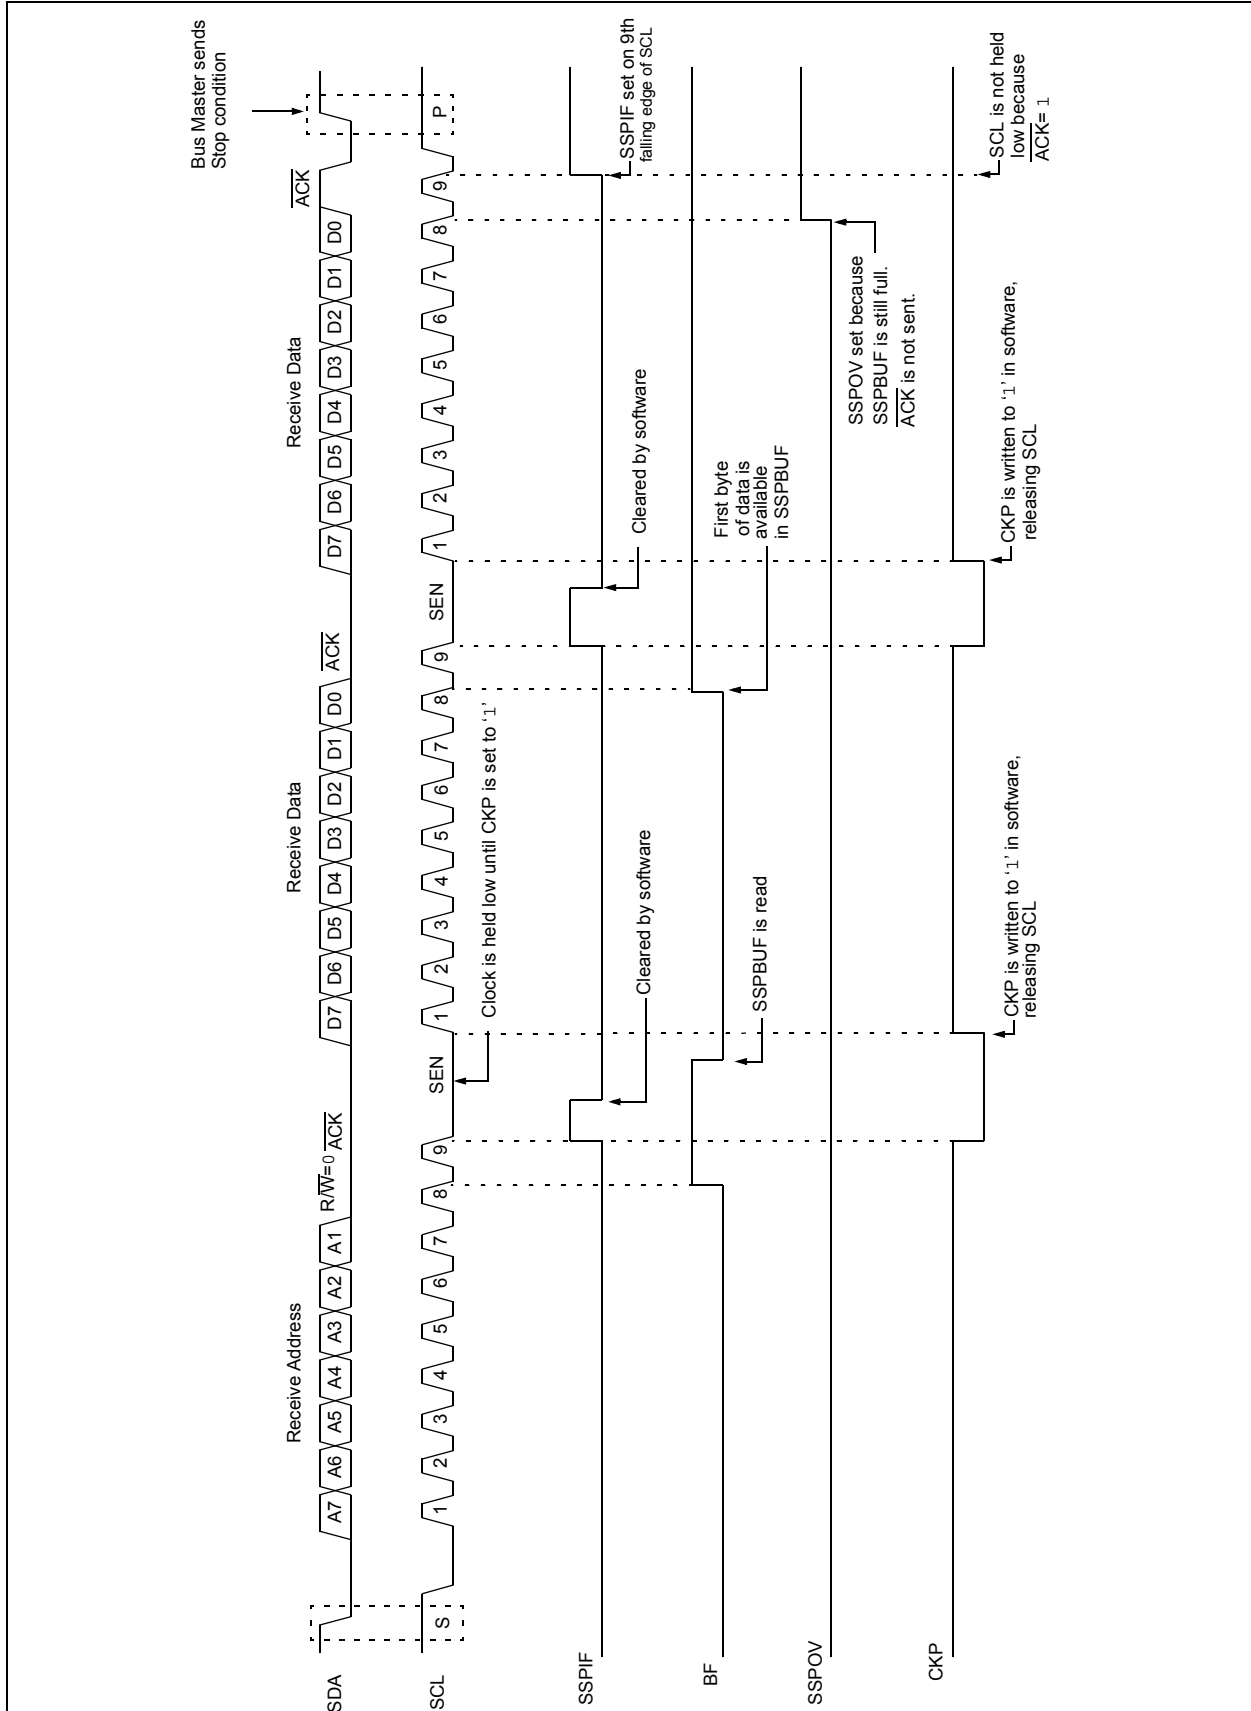 Bus Master sends
Stop condition
Receive Address
Receive Data
Receive Data
SDA
A7 A6 A5 A4 A3 A2 A1 R/W=0 ACK D7 D6 D5 D4 D3 D2 D1 D0 ACK D7 D6 D5 D4 D3 D2 D1 D0 ACK
SCL
S 1 2 3 4 5 6 7 8 9 SEN 1 2 3 4 5 6 7 8 9 SEN 1 2 3 4 5 6 7 8 9 P
Clock is held low until CKP is set to ‘1’
SSPIF
Cleared by software
Cleared by software
SSPIF set on 9th
falling edge of SCL
BF
SSPBUF is read
First byte
of data is
available
in SSPBUF
SSPOV
SSPOV set because
SSPBUF is still full.
ACK is not sent.
CKP
CKP is written to ‘1’ in software,
releasing SCL
CKP is written to ‘1’ in software,
releasing SCL
SCL is not held
low because
ACK= 1